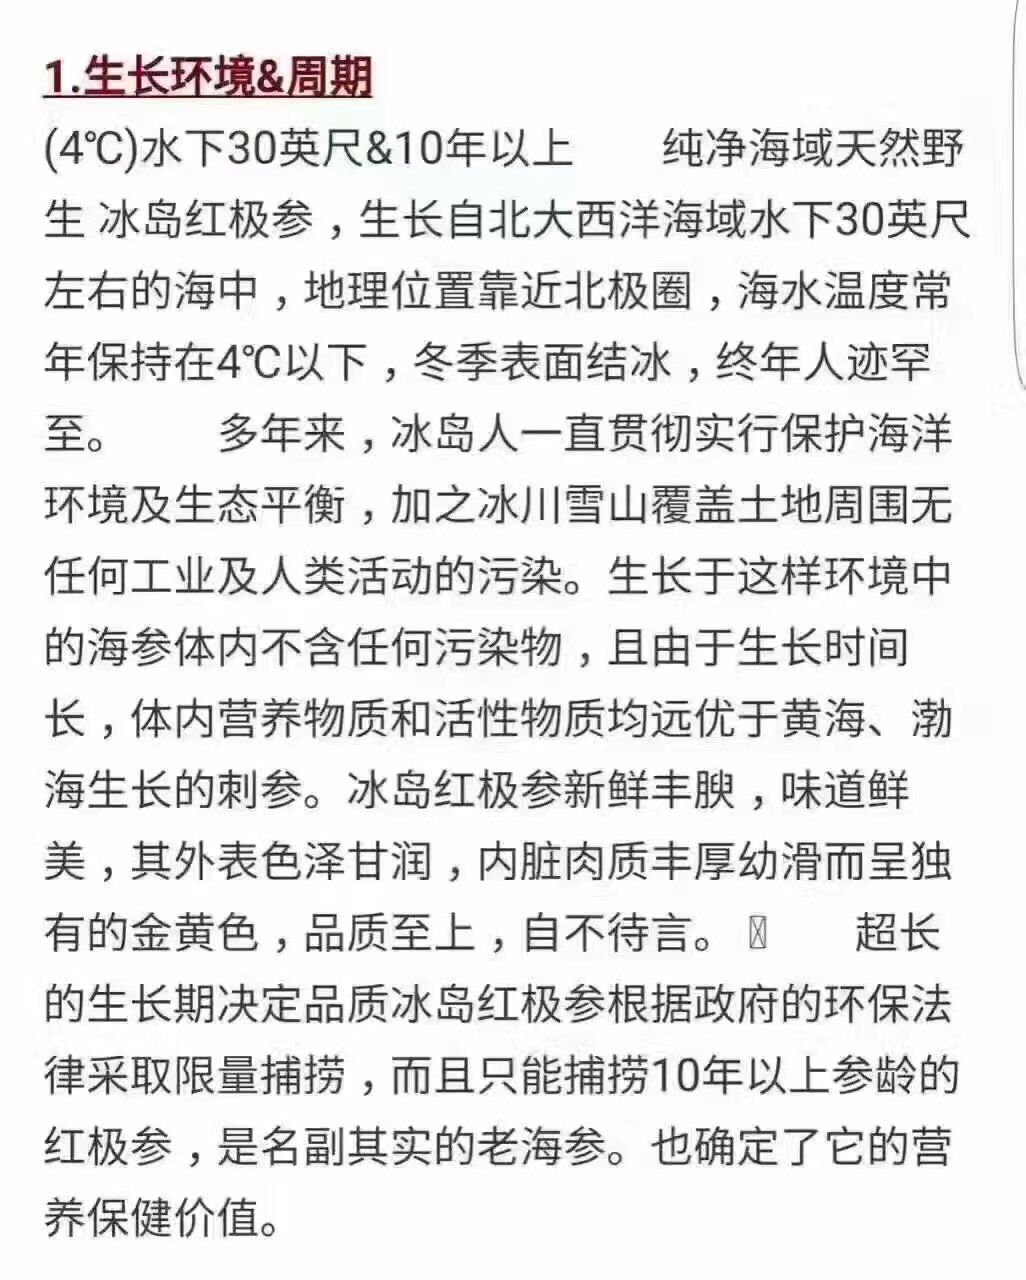 1.生长环境&周期
(4℃)水下30英尺&10年以上　　纯净海域天然野
生 冰岛红极参，生长自北大西洋海域水下30英尺
左右的海中，地理位置靠近北极圈，海水温度常
年保持在4℃以下，冬季表面结冰，终年人迹罕
至。　　多年来，冰岛人一直贯彻实行保护海洋
环境及生态平衡，加之冰川雪山覆盖土地周围无
任何工业及人类活动的污染。生长于这样环境中
的海参体内不含任何污染物，且由于生长时间
长，体内营养物质和活性物质均远优于黄海、渤
海生长的刺参。冰岛红极参新鲜丰腴，味道鲜
美，其外表色泽甘润，内脏肉质丰厚幼滑而呈独
有的金黄色，品质至上，自不待言。　　超长
的生长期决定品质冰岛红极参根据政府的环保法
律采取限量捕捞，而且只能捕捞10年以上参龄的
红极参，是名副其实的老海参。也确定了它的营
养保健价值。